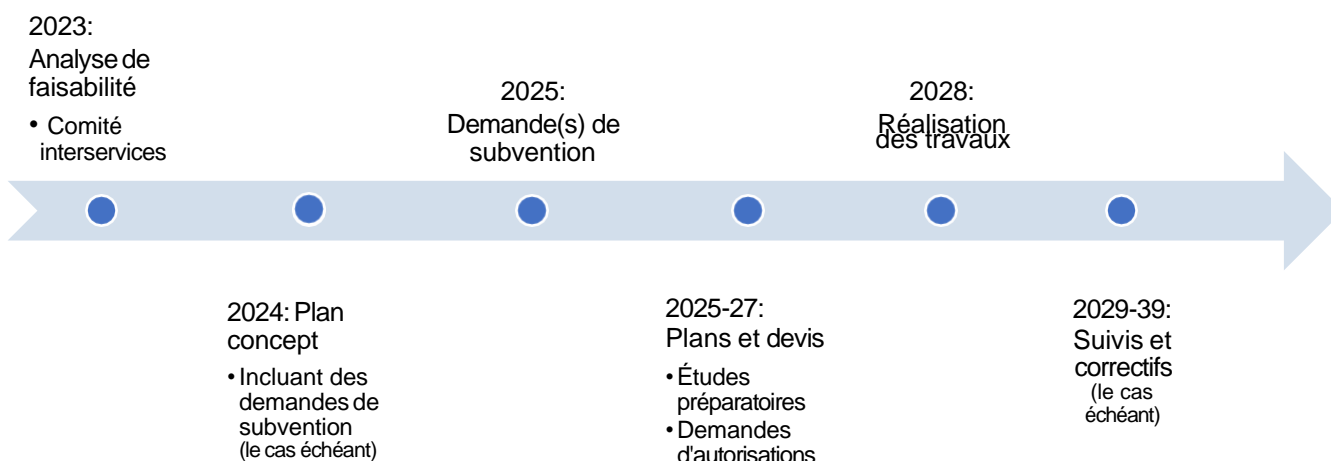 2023:
Analyse de
faisabilité
• Comité
interservices
2024: Plan
concept
• Incluant des
demandes de
subvention
(le cas échéant)
2025:
Demande(s) de
subvention
2025-27:
Plans et devis
• Études
préparatoires
• Demandes
d'autorisations
2028:
Réalisation
des travaux
2029-39:
Suivis et
correctifs
(le cas
échéant)